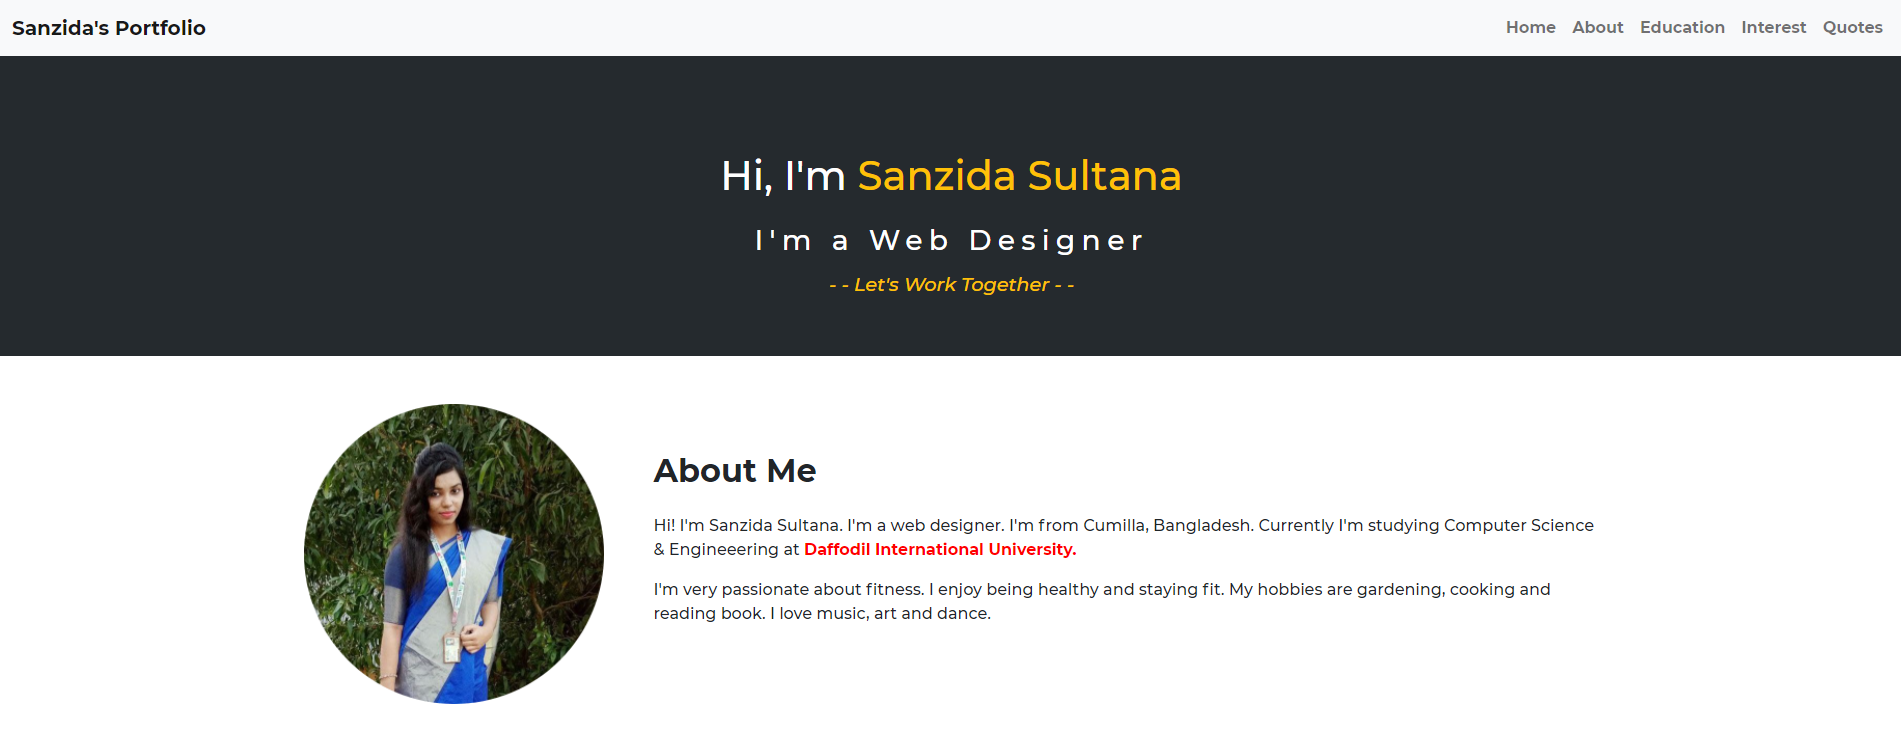 Sanzida's Portfolio
Home About Education Interest Quotes
Hi, I'm Sanzida Sultana
I'm a Web Designer
- - Let's Work Together - -
About Me
Hi! I'm Sanzida Sultana. I'm a web designer. I'm from Cumilla, Bangladesh. Currently I'm studying Computer Science
& Engineeering at Daffodil International University.
I'm very passionate about fitness. I enjoy being healthy and staying fit. My hobbies are gardening, cooking and
reading book. I love music, art and dance.